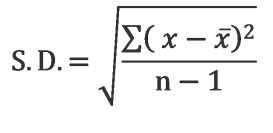 S. D. = √(∑( x − x̄)² / (n − 1))